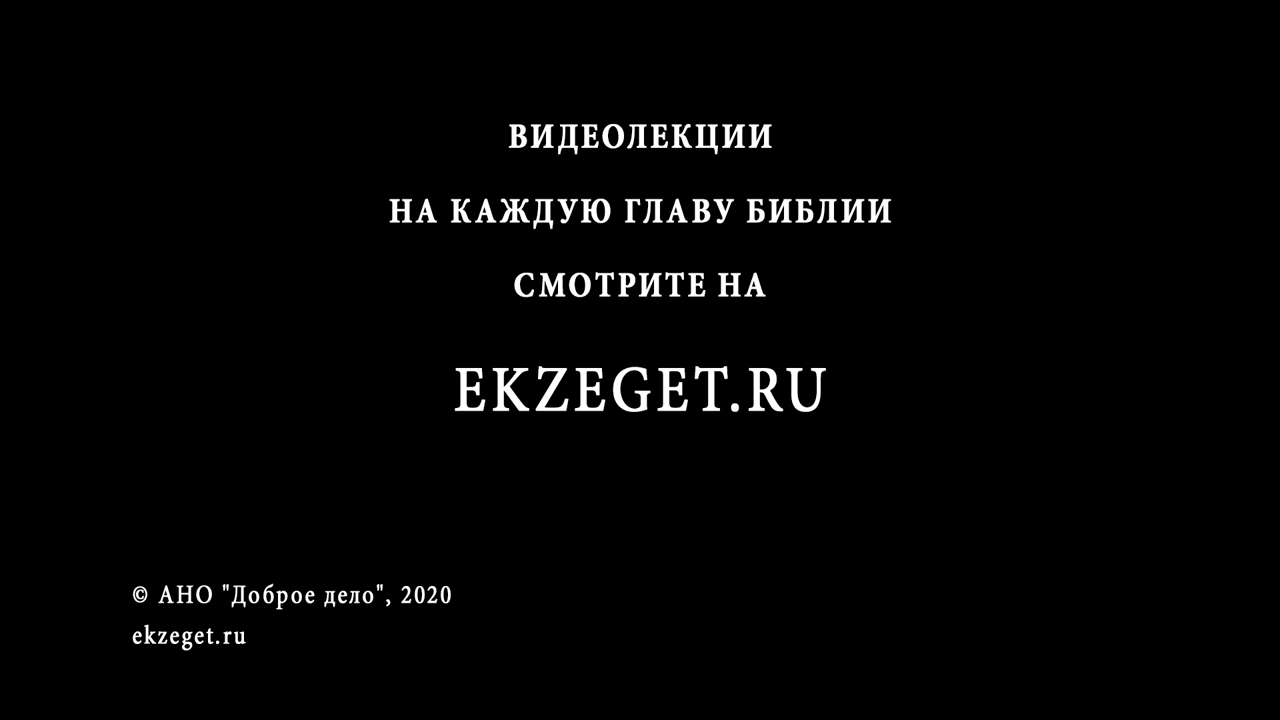 ВИДЕОЛЕКЦИИ
НА КАЖДУЮ ГЛАВУ БИБЛИИ
СМОТРИТЕ НА
EKZEGET.RU
© АНО "Доброе дело", 2020
ekzeget.ru